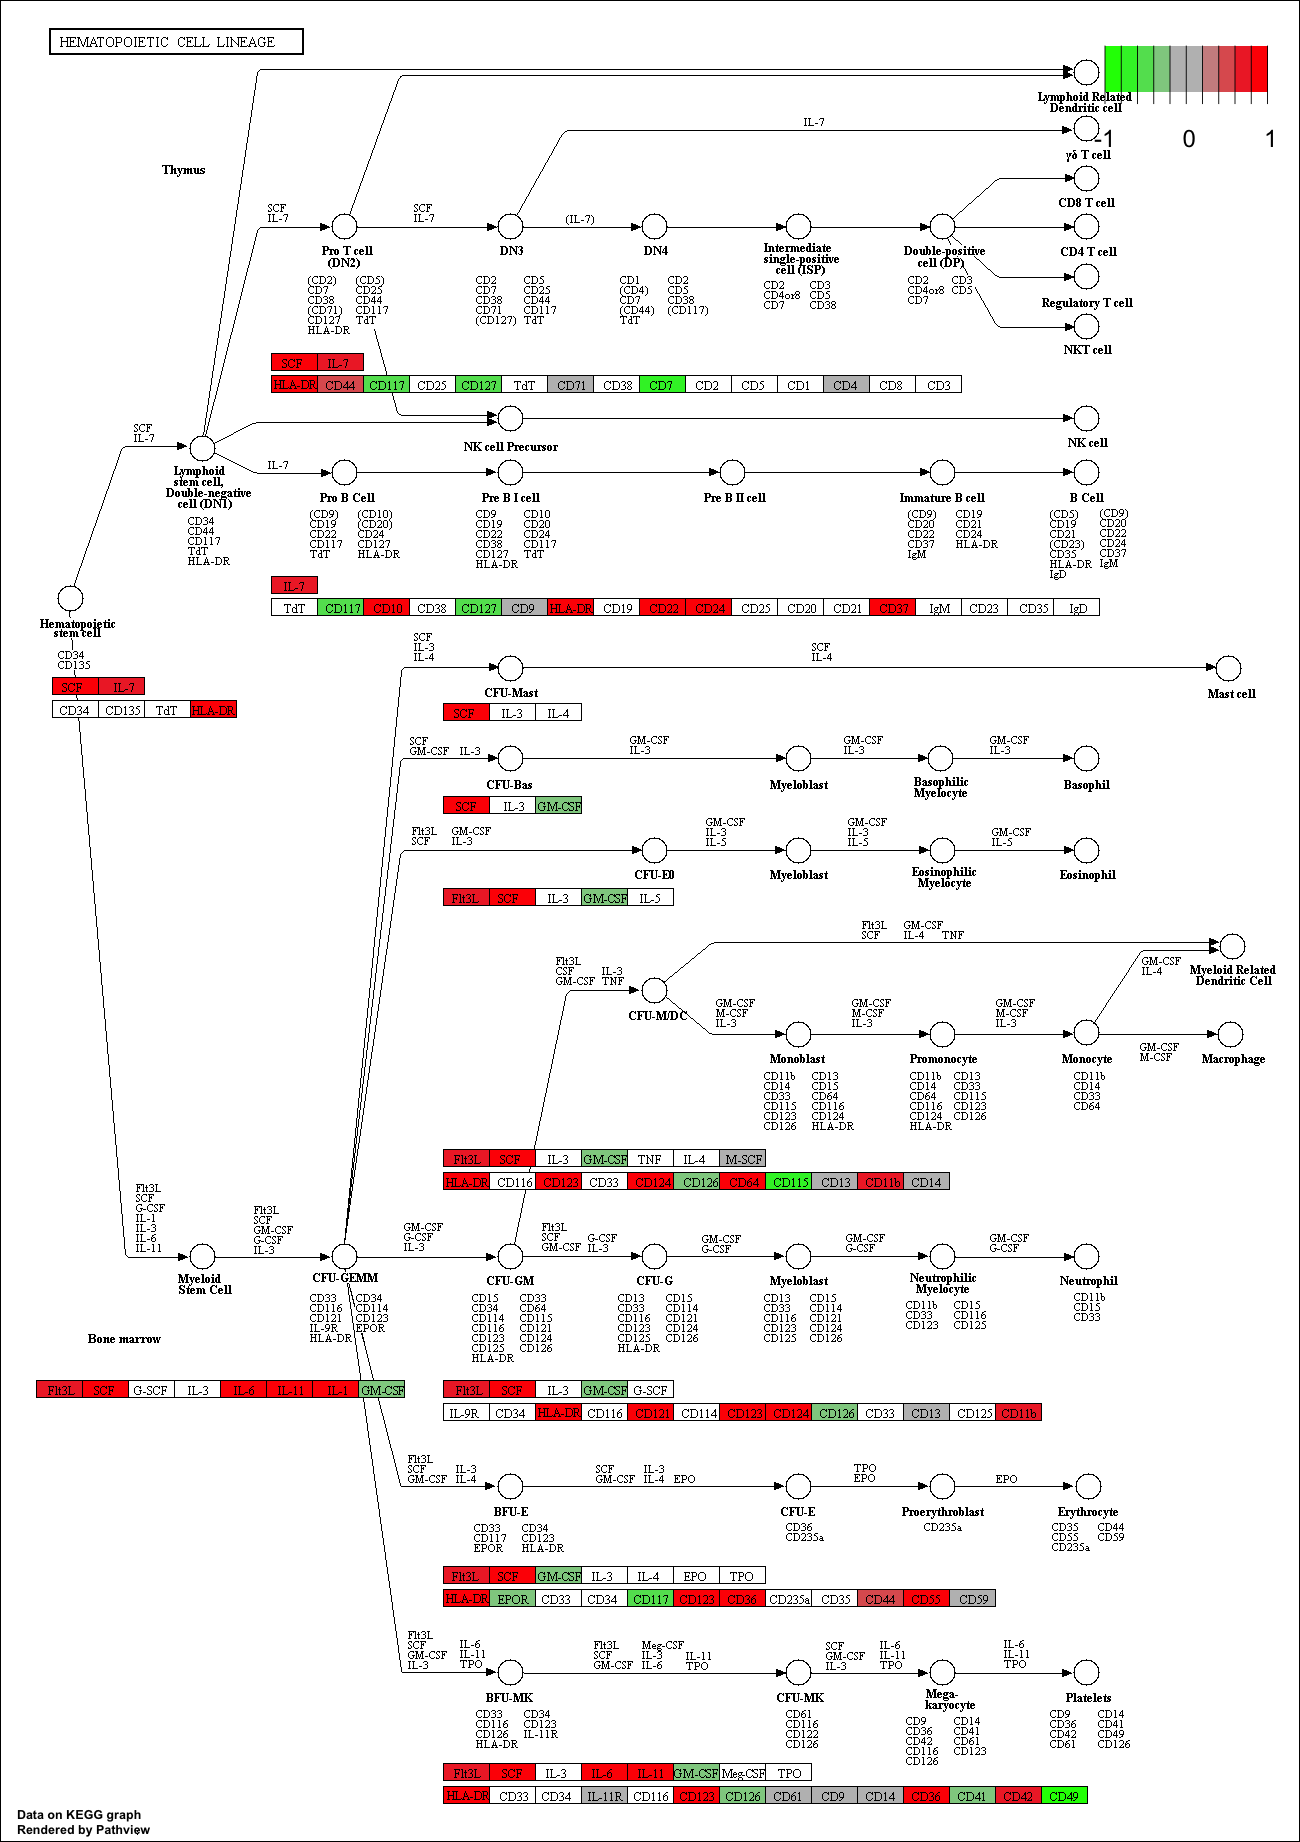 HEMATOPOIETIC CELL LINEAGE
-1 0 1
Lymphoid Related
Dendritic cell
IL-7
γδ T cell
Thymus
CD8 T cell
SCF
IL-7
SCF
IL-7
(IL-7)
Pro T cell
(DN2)
DN3
DN4
Intermediate
single-positive
cell (ISP)
Double-positive
cell (DP)
CD4 T cell
Regulatory T cell
NKT cell
(CD2) (CD5)
CD7 CD25
CD38 CD44
(CD71) CD117
CD127 TdT
HLA-DR
CD2 CD5
CD7 CD25
CD38 CD44
CD71 CD117
(CD127) TdT
CD1 CD2
(CD4) CD5
CD7 CD38
(CD44) (CD117)
TdT
CD2 CD3
CD4or8 CD5
CD7 CD38
CD2 CD3
CD4or8 CD5
CD7
SCF IL-7
HLA-DR CD44 CD117 CD25 CD127 TdT CD71 CD38 CD7 CD2 CD5 CD1 CD4 CD8 CD3
SCF
IL-7
NK cell Precursor
NK cell
Lymphoid
stem cell,
Double-negative
cell (DN1)
IL-7
Pro B Cell
Pre B I cell
Pre B II cell
Immature B cell
B Cell
CD34
CD44
CD117
TdT
HLA-DR
(CD9) (CD10)
CD19 (CD20)
CD22 CD24
CD117 CD127
TdT HLA-DR
CD9 CD10
CD19 CD20
CD22 CD24
CD38 CD117
CD127 TdT
HLA-DR
(CD9) CD19
CD20 CD21
CD22 CD24
CD37 HLA-DR
IgM
(CD5) (CD9)
CD19 CD20
CD21 CD22
(CD23) CD24
CD35 CD37
HLA-DR IgM
IgD
IL-7
TdT CD117 CD10 CD38 CD127 CD9 HLA-DR CD19 CD22 CD24 CD25 CD20 CD21 CD37 IgM CD23 CD35 IgD
Hematopoietic
stem cell
CD34
CD135
SCF IL-7
CD34 CD135 TdT HLA-DR
SCF
IL-3
IL-4
SCF
IL-4
CFU-Mast
Mast cell
SCF IL-3 IL-4
SCF
GM-CSF IL-3
GM-CSF
IL-3
GM-CSF
IL-3
GM-CSF
IL-3
CFU-Bas
Myeloblast
Basophilic
Myelocyte
Basophil
SCF IL-3 GM-CSF
Flt3L GM-CSF
SCF IL-3
GM-CSF
IL-3
IL-5
GM-CSF
IL-3
IL-5
GM-CSF
IL-5
CFU-E0
Myeloblast
Eosinophilic
Myelocyte
Eosinophil
Flt3L SCF IL-3 GM-CSF IL-5
Flt3L GM-CSF
SCF IL-4 TNF
Flt3L
CSF IL-3
GM-CSF TNF
GM-CSF
IL-4
Myeloid Related
Dendritic Cell
CFU-M/DC
GM-CSF
M-CSF
IL-3
GM-CSF
M-CSF
IL-3
GM-CSF
M-CSF
IL-3
GM-CSF
M-CSF
Monoblast
Promonocyte
Monocyte
Macrophage
CD11b CD13
CD14 CD15
CD33 CD64
CD115 CD116
CD123 CD124
CD126 HLA-DR
CD11b CD13
CD14 CD33
CD64 CD115
CD116 CD123
CD124 CD126
HLA-DR
CD11b
CD14
CD33
CD64
Flt3L SCF IL-3 GM-CSF TNF IL-4 M-SCF
HLA-DR CD116 CD123 CD33 CD124 CD126 CD64 CD115 CD13 CD11b CD14
Flt3L
SCF
G-CSF
IL-1
IL-3
IL-6
IL-11
Flt3L
SCF
GM-CSF
G-CSF
IL-3
GM-CSF
G-CSF
IL-3
Flt3L
SCF G-CSF
GM-CSF IL-3
GM-CSF
G-CSF
GM-CSF
G-CSF
GM-CSF
G-CSF
Myeloid
Stem Cell
CFU-GEMM
CFU-GM
CFU-G
Myeloblast
Neutrophilic
Myelocyte
Neutrophil
CD33 CD34
CD116 CD114
CD121 CD123
IL-9R EPOR
HLA-DR
CD15 CD33
CD34 CD64
CD114 CD115
CD116 CD121
CD123 CD124
CD125 CD126
HLA-DR
CD13 CD15
CD33 CD114
CD116 CD121
CD123 CD124
CD125 CD126
HLA-DR
CD13 CD15
CD33 CD114
CD116 CD121
CD123 CD124
CD125 CD126
CD11b CD15
CD33 CD116
CD123 CD125
CD11b
CD15
CD33
Bone marrow
Flt3L SCF G-SCF IL-3 IL-6 IL-11 IL-1 GM-CSF
Flt3L SCF IL-3 GM-CSF G-SCF
IL-9R CD34 HLA-DR CD116 CD121 CD114 CD123 CD124 CD126 CD33 CD13 CD125 CD11b
Flt3L
SCF IL-3
GM-CSF IL-4
SCF IL-3
GM-CSF IL-4 EPO
TPO
EPO
EPO
BFU-E
CFU-E
Proerythroblast
Erythrocyte
CD33 CD34
CD117 CD123
EPOR HLA-DR
CD36
CD235a
CD235a
CD35 CD44
CD55 CD59
CD235a
Flt3L SCF GM-CSF IL-3 IL-4 EPO TPO
HLA-DR EPOR CD33 CD34 CD117 CD123 CD36 CD235a CD35 CD44 CD55 CD59
Flt3L
SCF IL-6
GM-CSF IL-11
IL-3 TPO
Flt3L Meg-CSF
SCF IL-3 IL-11
GM-CSF IL-6 TPO
SCF IL-6
GM-CSF IL-11
IL-3 TPO
IL-6
IL-11
TPO
BFU-MK
CFU-MK
Mega-
karyocyte
Platelets
CD33 CD34
CD116 CD123
CD126 IL-11R
HLA-DR
CD61
CD116
CD122
CD126
CD9 CD14
CD36 CD41
CD42 CD61
CD116 CD123
CD126
CD9 CD14
CD36 CD41
CD42 CD49
CD61 CD126
Flt3L SCF IL-3 IL-6 IL-11 GM-CSF Meg-CSF TPO
HLA-DR CD33 CD34 IL-11R CD116 CD123 CD126 CD61 CD9 CD14 CD36 CD41 CD42 CD49
Data on KEGG graph
Rendered by Pathview